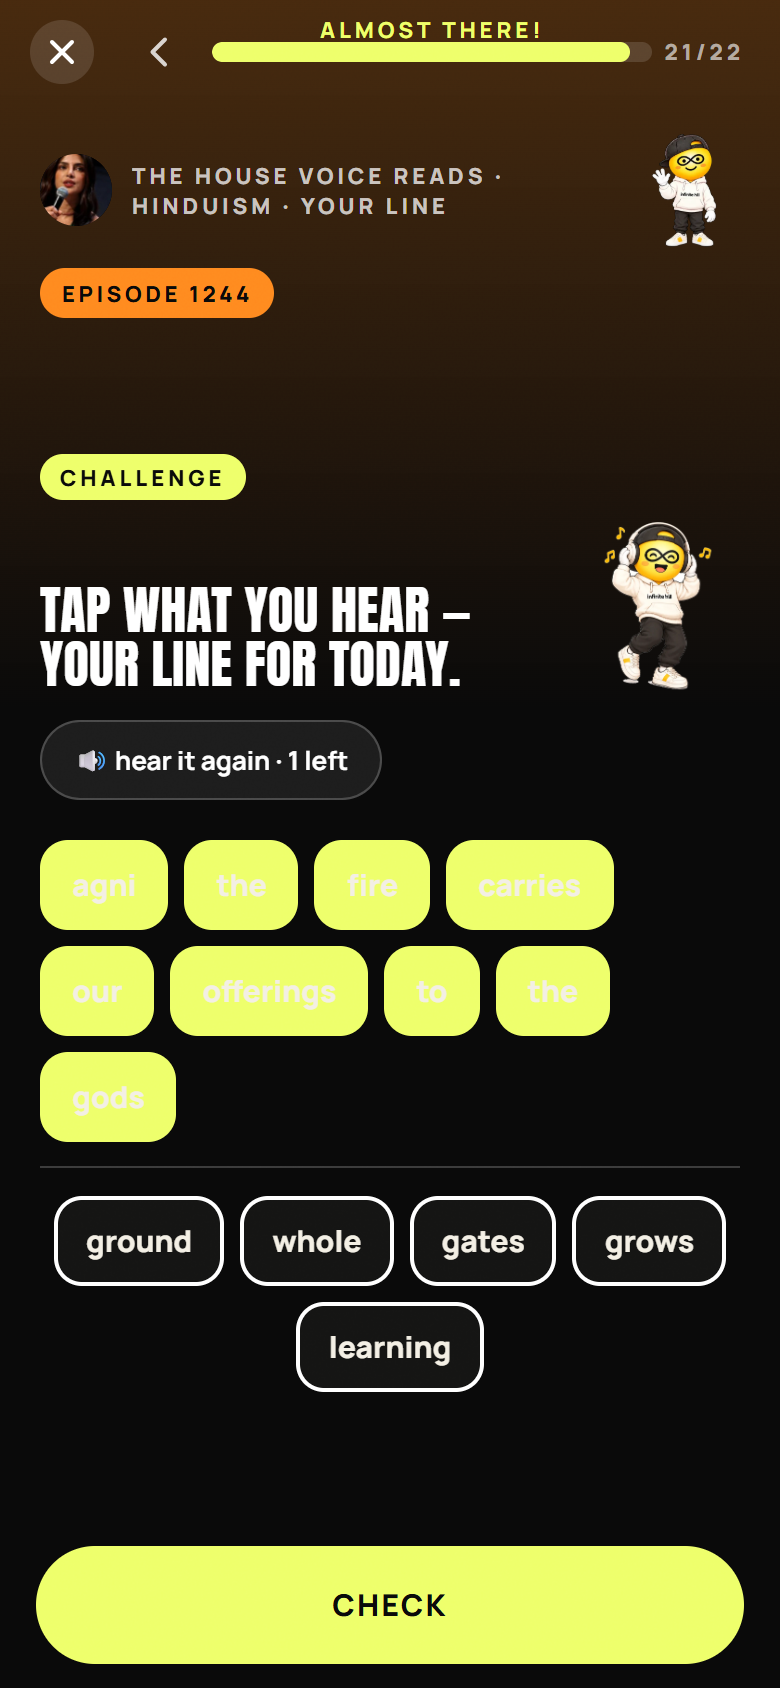 ALMOST THERE!
21/22
THE HOUSE VOICE READS ·
HINDUISM · YOUR LINE
EPISODE 1244
CHALLENGE
TAP WHAT YOU HEAR –
YOUR LINE FOR TODAY.
hear it again · 1 left
agni the fire carries
our offerings to the
gods
ground whole gates grows
learning
CHECK